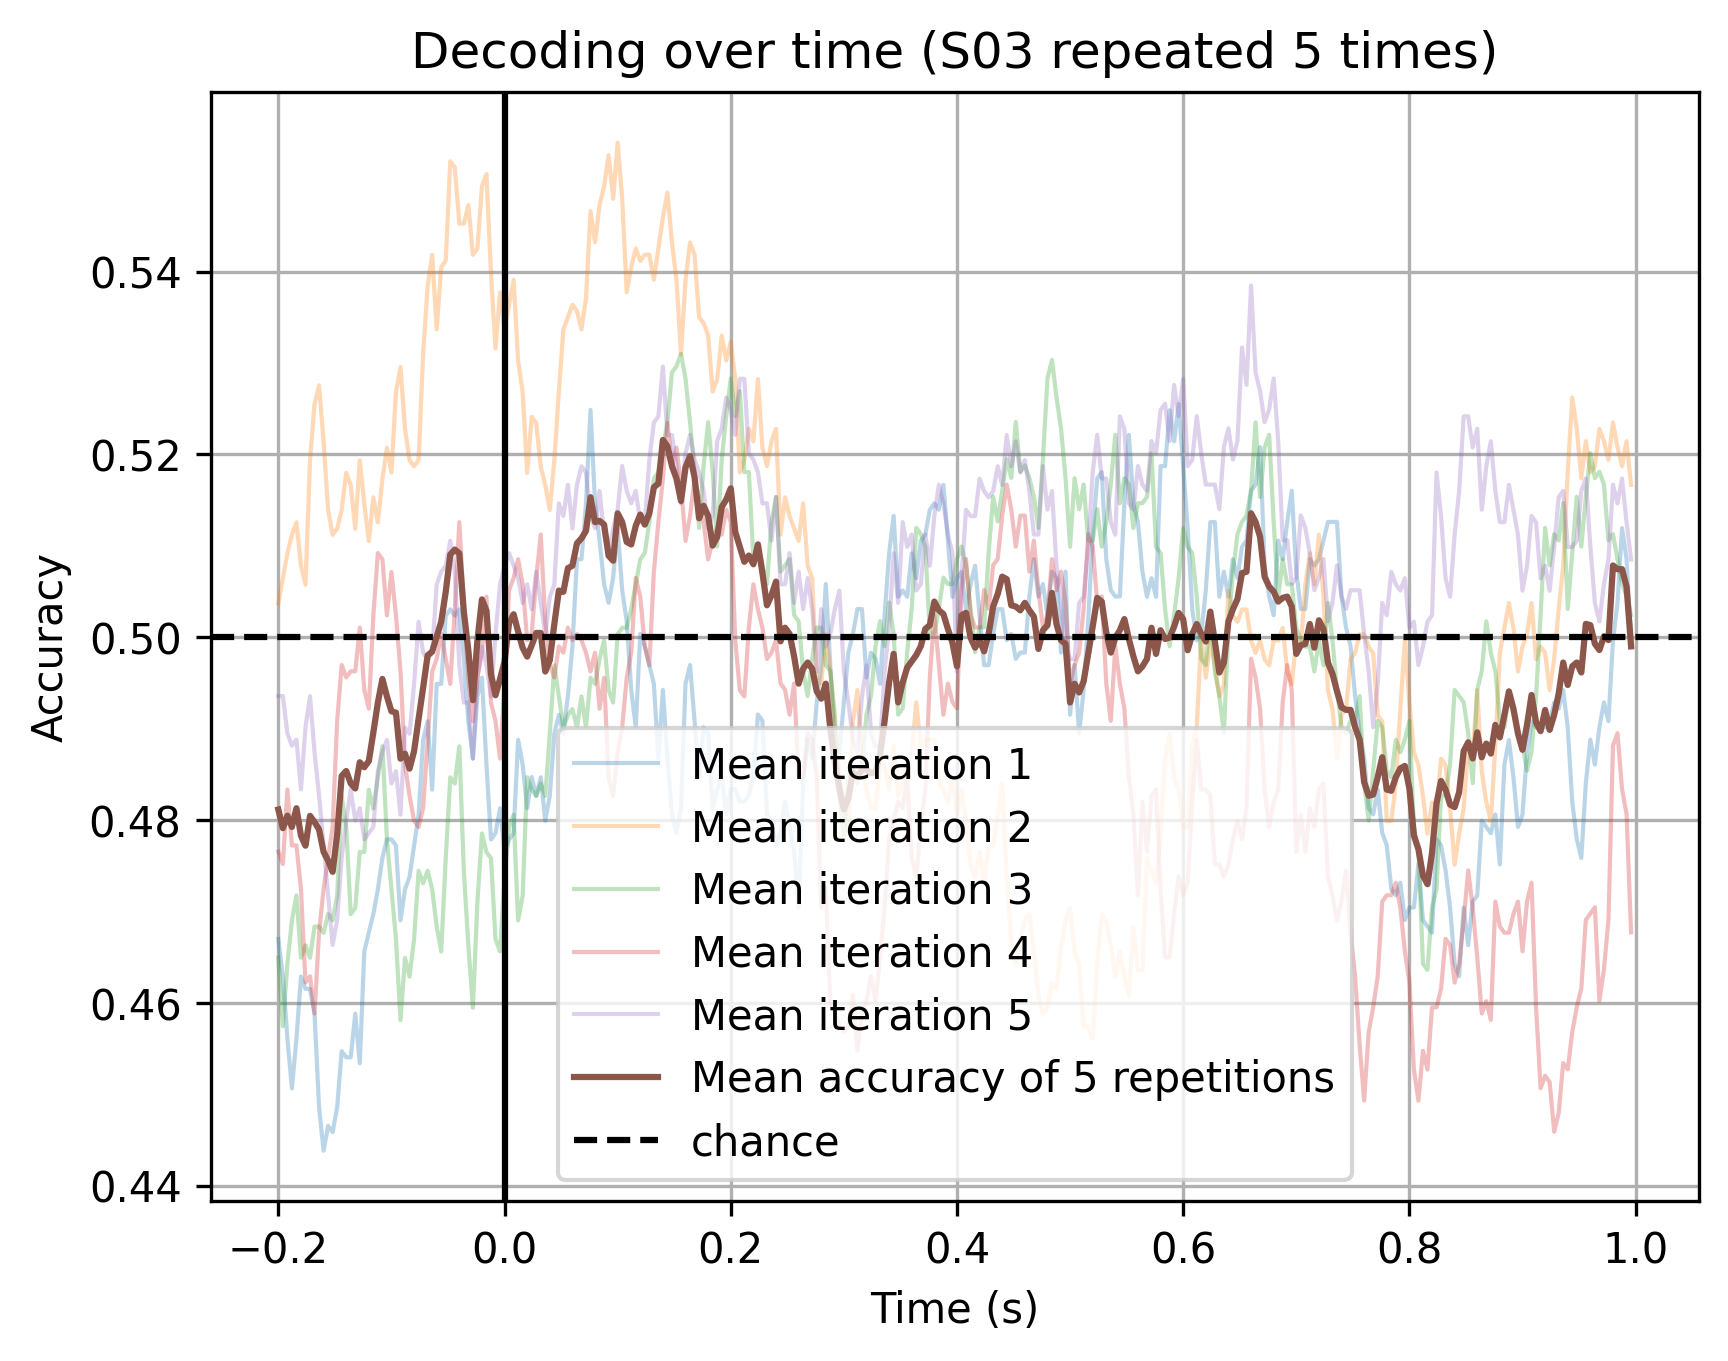 Decoding over time (S03 repeated 5 times)
Accuracy
0.54
0.52
0.50
0.48
0.46
0.44
Mean iteration 1
Mean iteration 2
Mean iteration 3
Mean iteration 4
Mean iteration 5
Mean accuracy of 5 repetitions
chance
−0.2 0.0 0.2 0.4 0.6 0.8 1.0
Time (s)